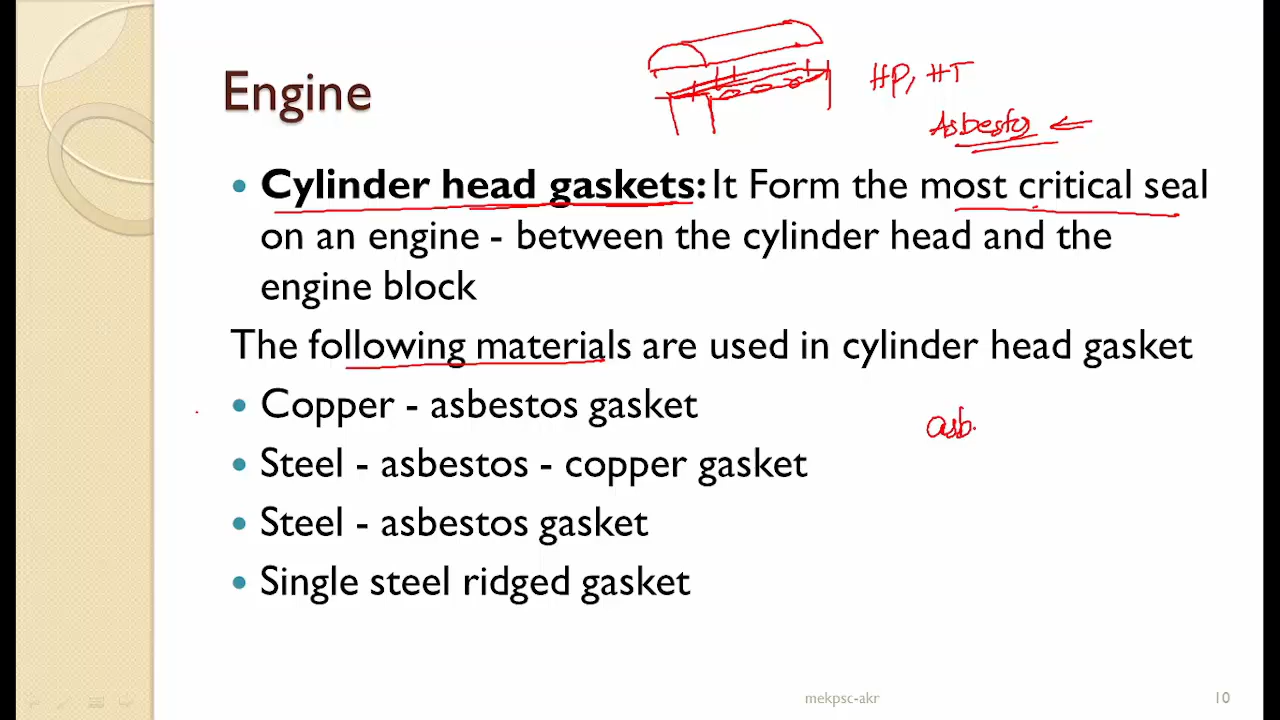 Engine
HP, HT
Asbestos
• Cylinder head gaskets: It Form the most critical seal
on an engine - between the cylinder head and the
engine block
The following materials are used in cylinder head gasket
• Copper - asbestos gasket
asb.
• Steel - asbestos - copper gasket
• Steel - asbestos gasket
• Single steel ridged gasket
mekpsc-akr 10